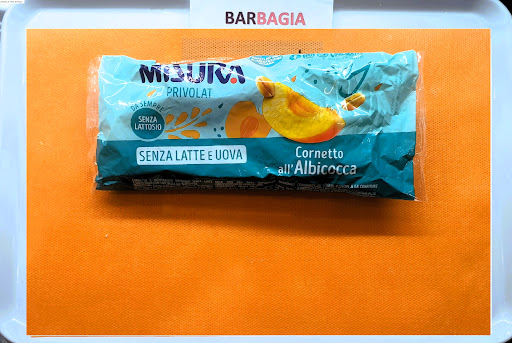 BARBAGIA
MISURA
PRIVOLAT
DA SEMPRE
SENZA
LATTOSIO
SENZA LATTE E UOVA
Cornetto
all'Albicocca